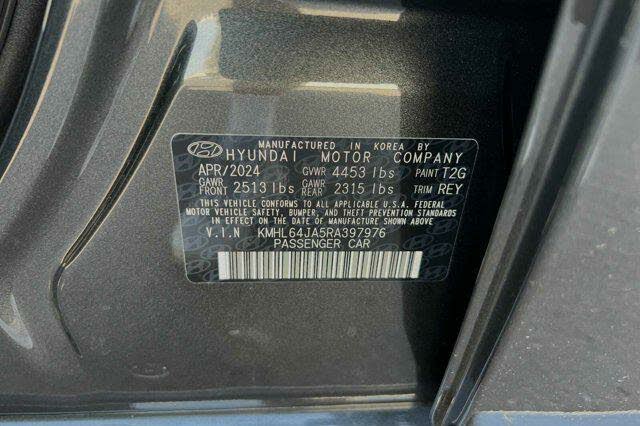 MANUFACTURED IN KOREA BY
HYUNDAI MOTOR COMPANY
APR/2024 GVWR 4453 lbs PAINT T2G
GAWR FRONT 2513 lbs GAWR REAR 2315 lbs TRIM REY
THIS VEHICLE CONFORMS TO ALL APPLICABLE U.S.A. FEDERAL
MOTOR VEHICLE SAFETY, BUMPER, AND THEFT PREVENTION STANDARDS
IN EFFECT ON THE DATE OF MANUFACTURE SHOWN ABOVE.
V.I.N KMHL64JA5RA397976
PASSENGER CAR